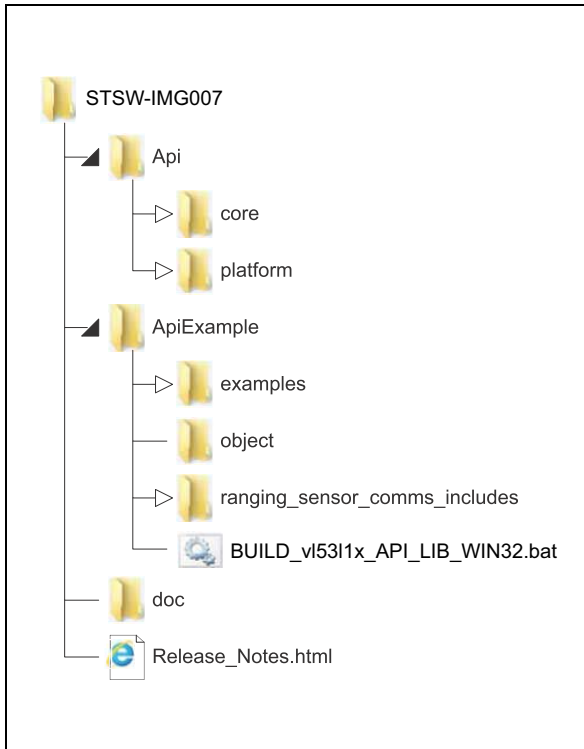 STSW-IMG007
Api
core
platform
ApiExample
examples
object
ranging_sensor_comms_includes
BUILD_vl53l1x_API_LIB_WIN32.bat
doc
Release_Notes.html